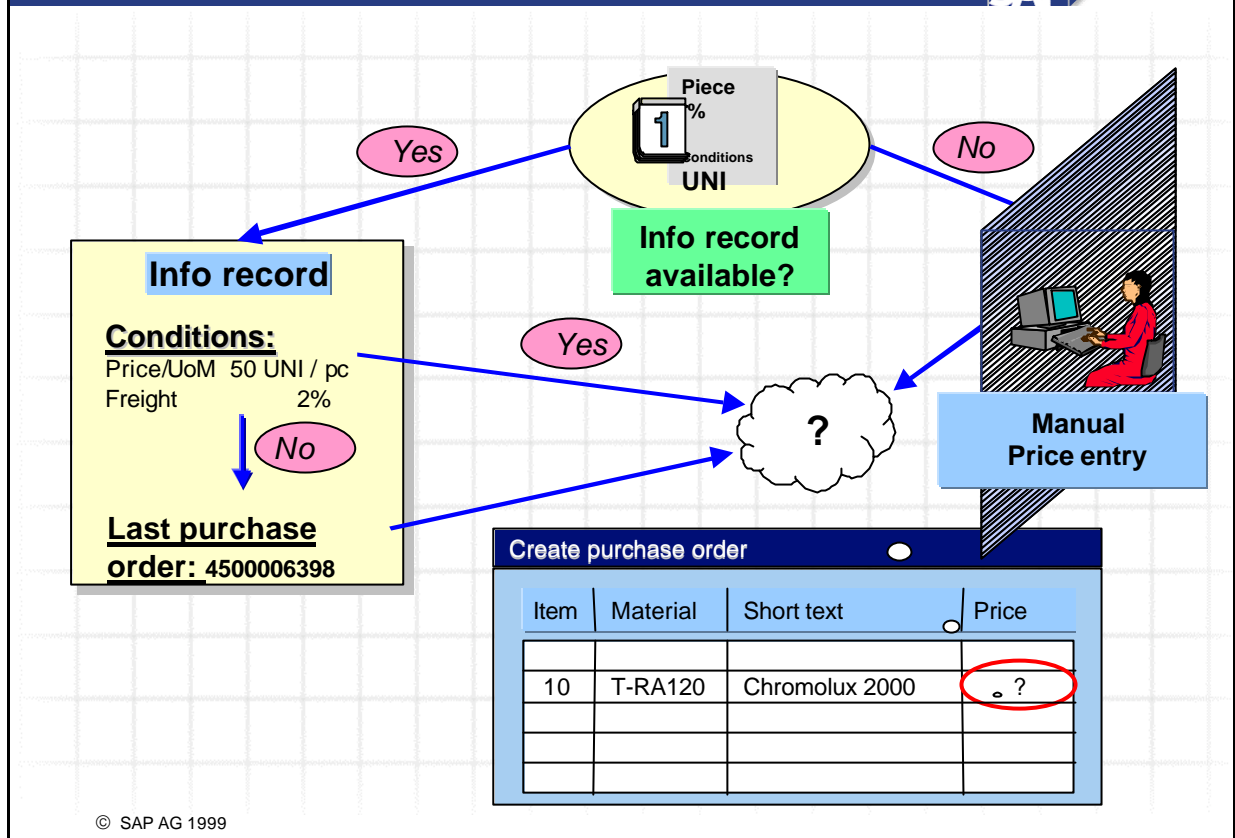 Piece
%
1
Conditions
UNI
Yes
No
Info record
available?
Info record
Conditions:
Price/UoM 50 UNI / pc
Freight 2%
No
Last purchase
order: 4500006398
Yes
?
Manual
Price entry
Create purchase order
Item Material Short text Price
10 T-RA120 Chromolux 2000 ?
© SAP AG 1999